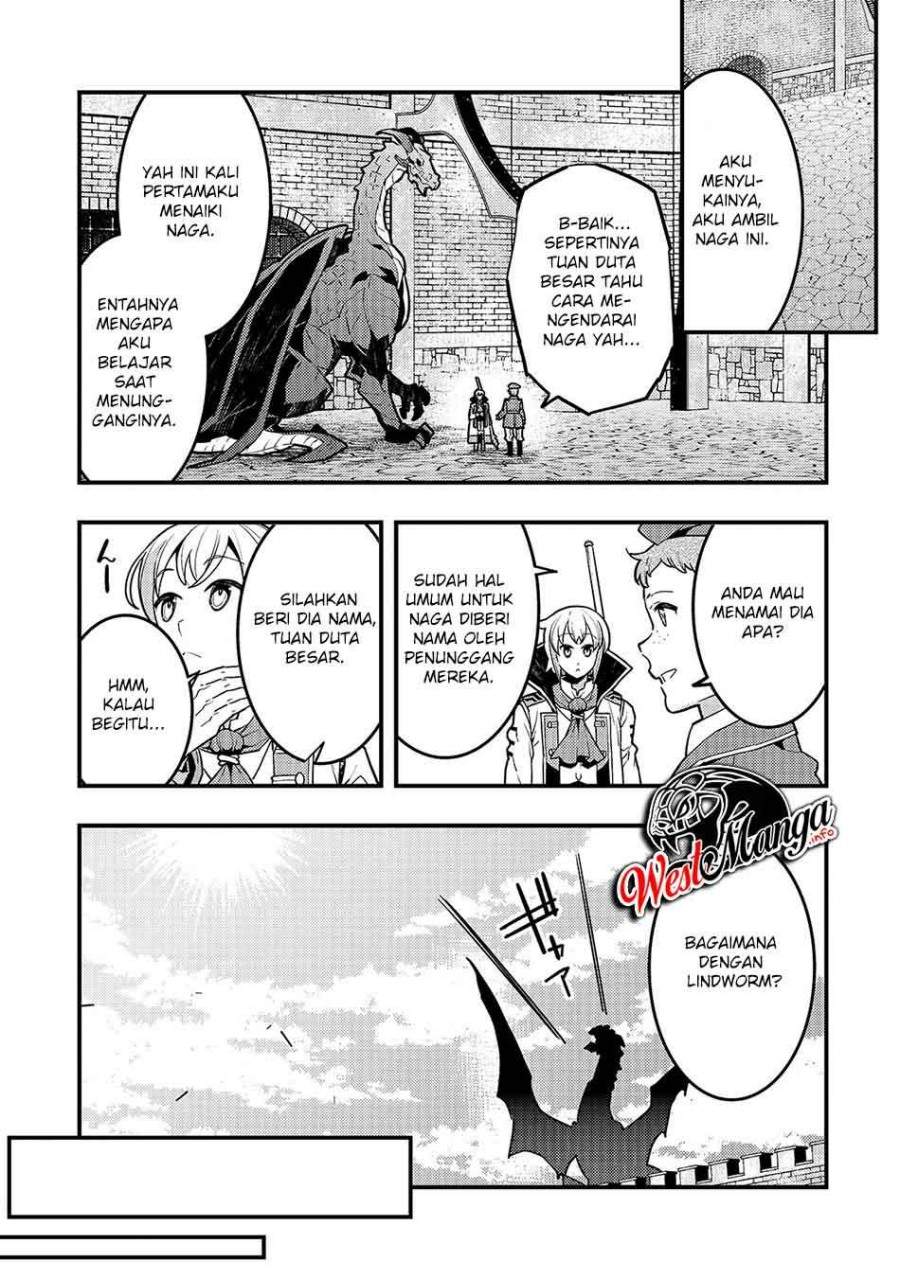 AKU
MENYU-
KAINYA,
AKU AMBIL
NAGA INI.
B-BAIK...
SEPERTINYA
TUAN DUTA
BESAR TAHU
CARA ME-
NGENDARAI
NAGA YAH...
YAH INI KALI
PERTAMAKU
MENAIKI
NAGA.
ENTAHNYA
MENGAPA
AKU
BELAJAR
SAAT
MENUNG-
GANGINYA.
ANDA MAU
MENAMAI DIA
APA?
SUDAH HAL
UMUM UNTUK
NAGA DIBERI
NAMA OLEH
PENUNGGANG
MEREKA.
SILAHKAN
BERI DIA NAMA,
TUAN DUTA
BESAR.
んー
HMM,
KALAU
BEGITU...
WestManga
.info
BAGAIMANA
DENGAN
LINDWORM?
ギャア